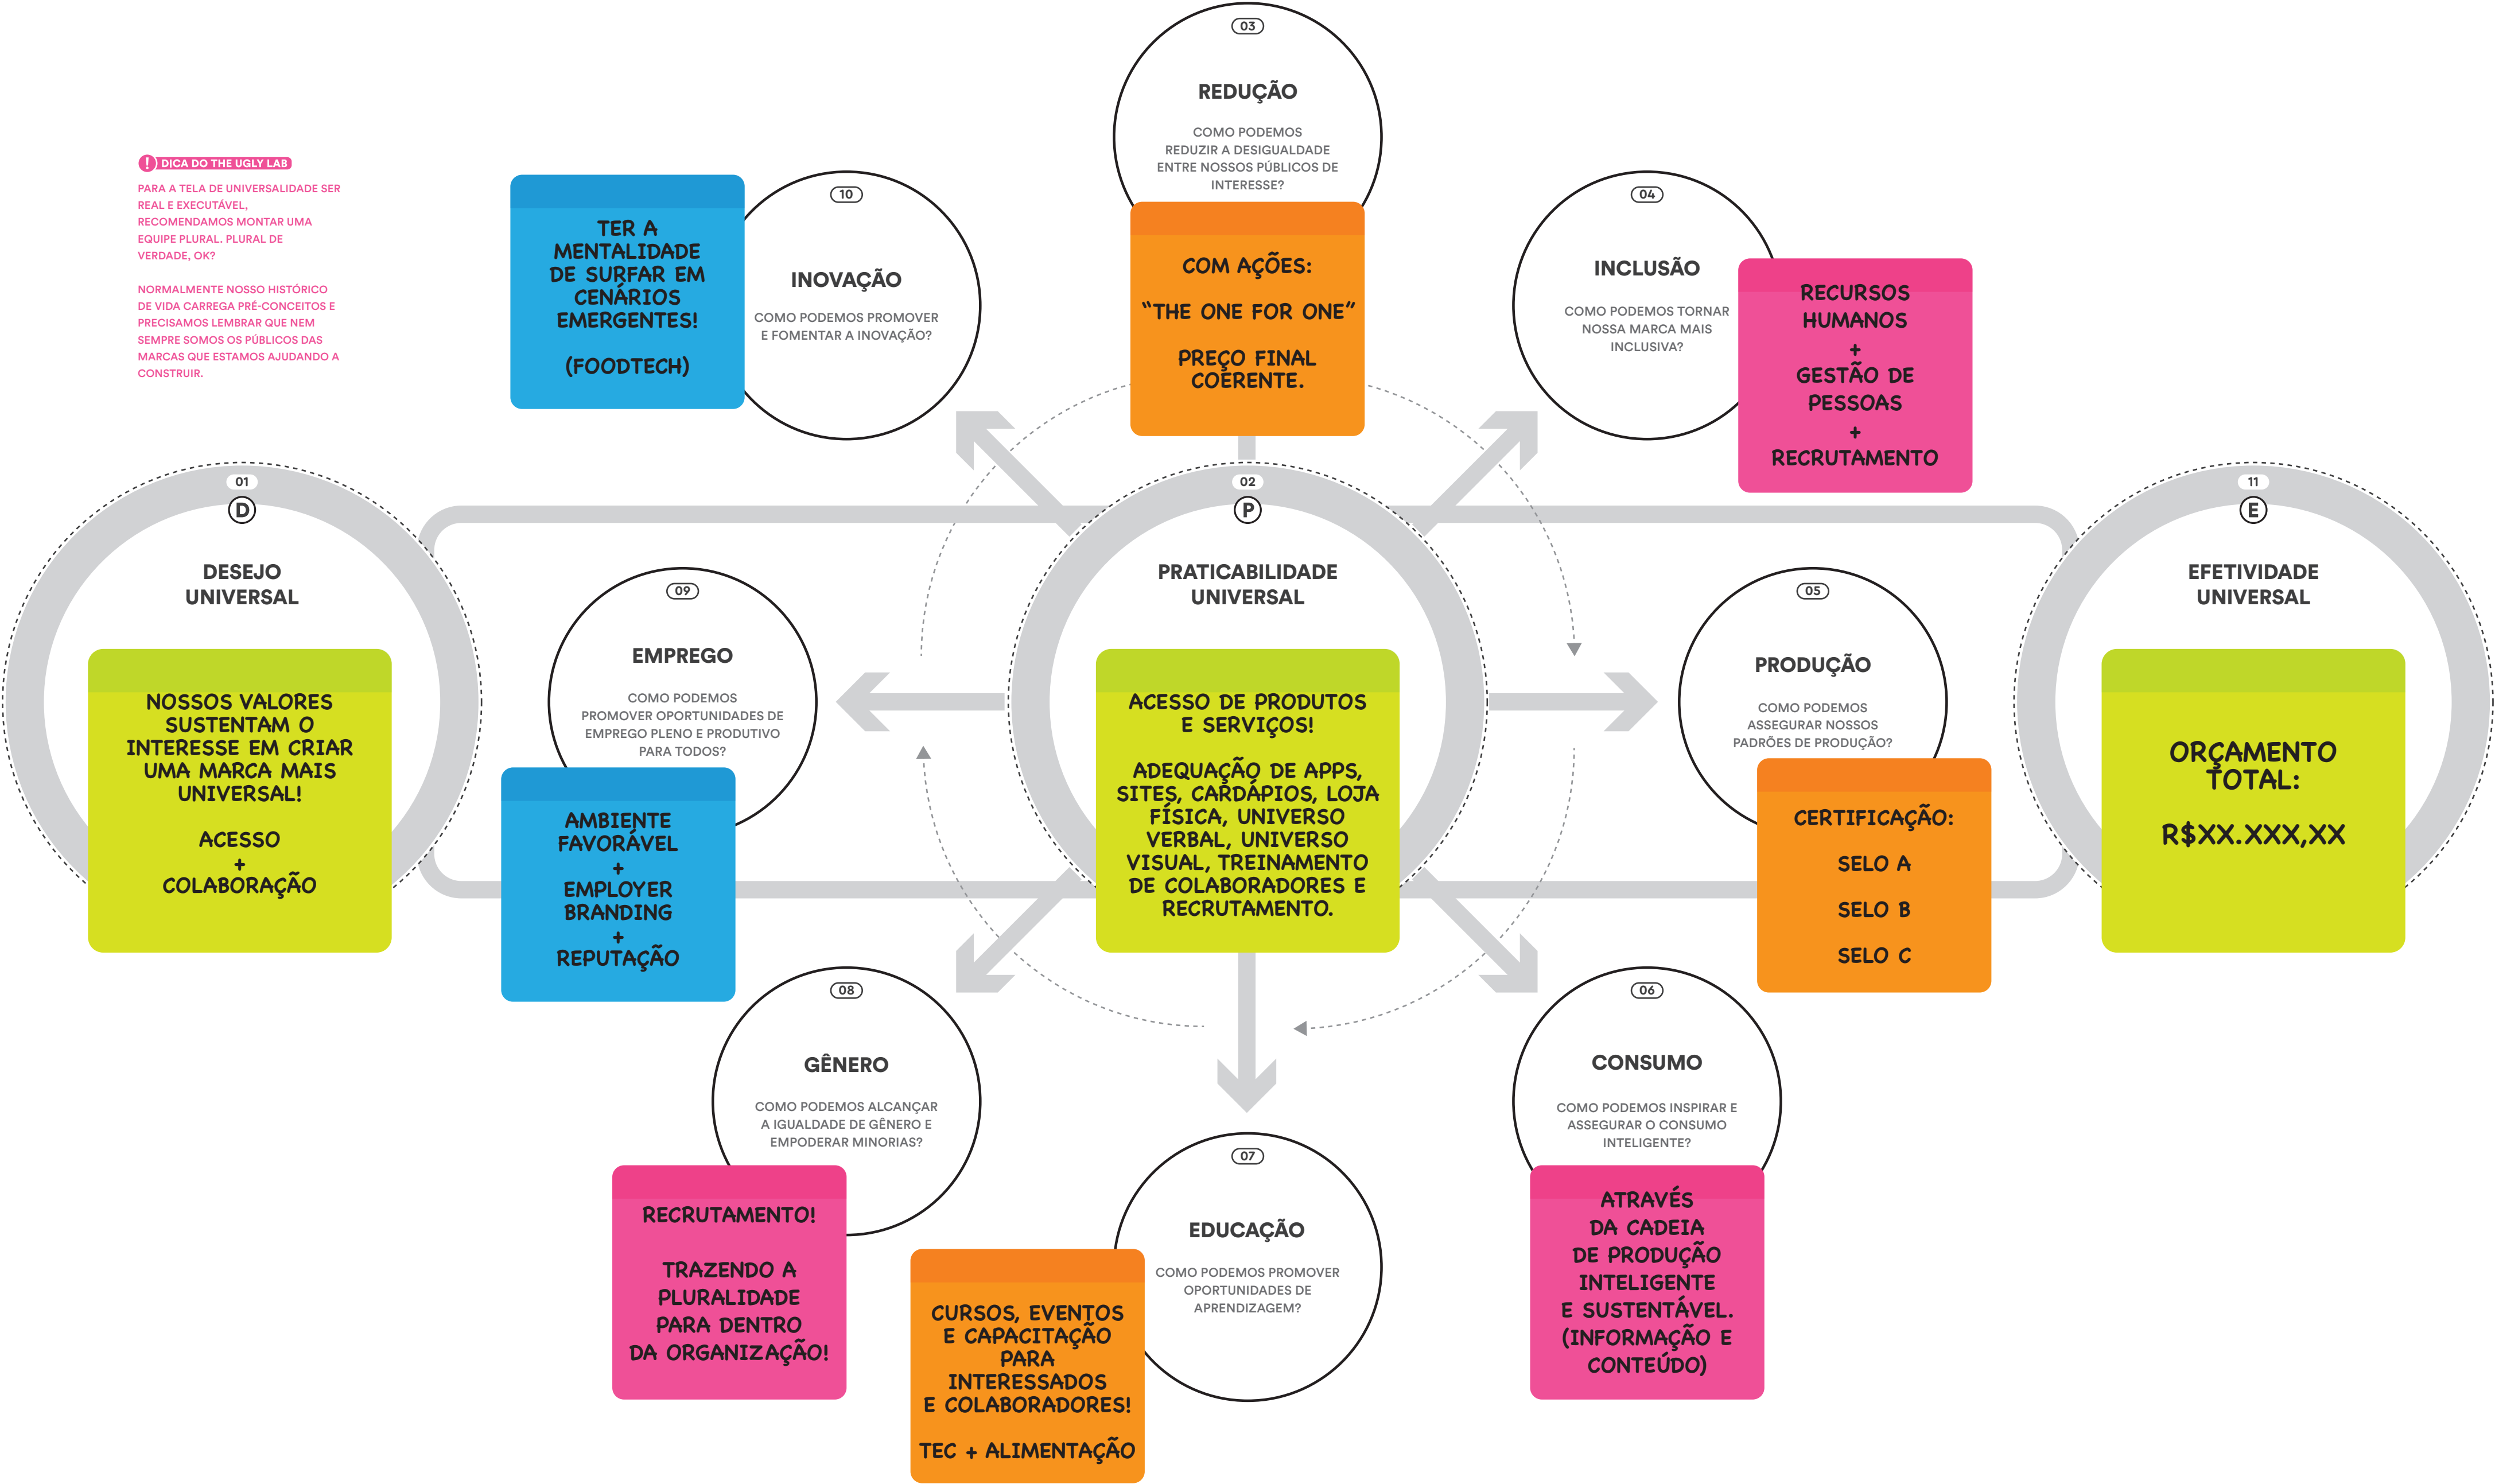 ! DICA DO THE UGLY LAB
PARA A TELA DE UNIVERSALIDADE SER
REAL E EXECUTÁVEL,
RECOMENDAMOS MONTAR UMA
EQUIPE PLURAL. PLURAL DE
VERDADE, OK?
NORMALMENTE NOSSO HISTÓRICO
DE VIDA CARREGA PRÉ-CONCEITOS E
PRECISAMOS LEMBRAR QUE NEM
SEMPRE SOMOS OS PÚBLICOS DAS
MARCAS QUE ESTAMOS AJUDANDO A
CONSTRUIR.
01
D
DESEJO
UNIVERSAL
NOSSOS VALORES
SUSTENTAM O
INTERESSE EM CRIAR
UMA MARCA MAIS
UNIVERSAL!
ACESSO
+
COLABORAÇÃO
02
P
PRATICABILIDADE
UNIVERSAL
ACESSO DE PRODUTOS
E SERVIÇOS!
ADEQUAÇÃO DE APPS,
SITES, CARDÁPIOS, LOJA
FÍSICA, UNIVERSO
VERBAL, UNIVERSO
VISUAL, TREINAMENTO
DE COLABORADORES E
RECRUTAMENTO.
03
REDUÇÃO
COMO PODEMOS
REDUZIR A DESIGUALDADE
ENTRE NOSSOS PÚBLICOS DE
INTERESSE?
COM AÇÕES:
“THE ONE FOR ONE”
PREÇO FINAL
COERENTE.
04
INCLUSÃO
COMO PODEMOS TORNAR
NOSSA MARCA MAIS
INCLUSIVA?
RECURSOS
HUMANOS
+
GESTÃO DE
PESSOAS
+
RECRUTAMENTO
05
PRODUÇÃO
COMO PODEMOS
ASSEGURAR NOSSOS
PADRÕES DE PRODUÇÃO?
CERTIFICAÇÃO:
SELO A
SELO B
SELO C
06
CONSUMO
COMO PODEMOS INSPIRAR E
ASSEGURAR O CONSUMO
INTELIGENTE?
ATRAVÉS
DA CADEIA
DE PRODUÇÃO
INTELIGENTE
E SUSTENTÁVEL.
(INFORMAÇÃO E
CONTEÚDO)
07
EDUCAÇÃO
COMO PODEMOS PROMOVER
OPORTUNIDADES DE
APRENDIZAGEM?
CURSOS, EVENTOS
E CAPACITAÇÃO
PARA
INTERESSADOS
E COLABORADORES!
TEC + ALIMENTAÇÃO
08
GÊNERO
COMO PODEMOS ALCANÇAR
A IGUALDADE DE GÊNERO E
EMPODERAR MINORIAS?
RECRUTAMENTO!
TRAZENDO A
PLURALIDADE
PARA DENTRO
DA ORGANIZAÇÃO!
09
EMPREGO
COMO PODEMOS
PROMOVER OPORTUNIDADES DE
EMPREGO PLENO E PRODUTIVO
PARA TODOS?
AMBIENTE
FAVORÁVEL
+
EMPLOYER
BRANDING
+
REPUTAÇÃO
10
INOVAÇÃO
COMO PODEMOS PROMOVER
E FOMENTAR A INOVAÇÃO?
TER A
MENTALIDADE
DE SURFAR EM
CENÁRIOS
EMERGENTES!
(FOODTECH)
11
E
EFETIVIDADE
UNIVERSAL
ORÇAMENTO
TOTAL:
R$XX.XXX,XX